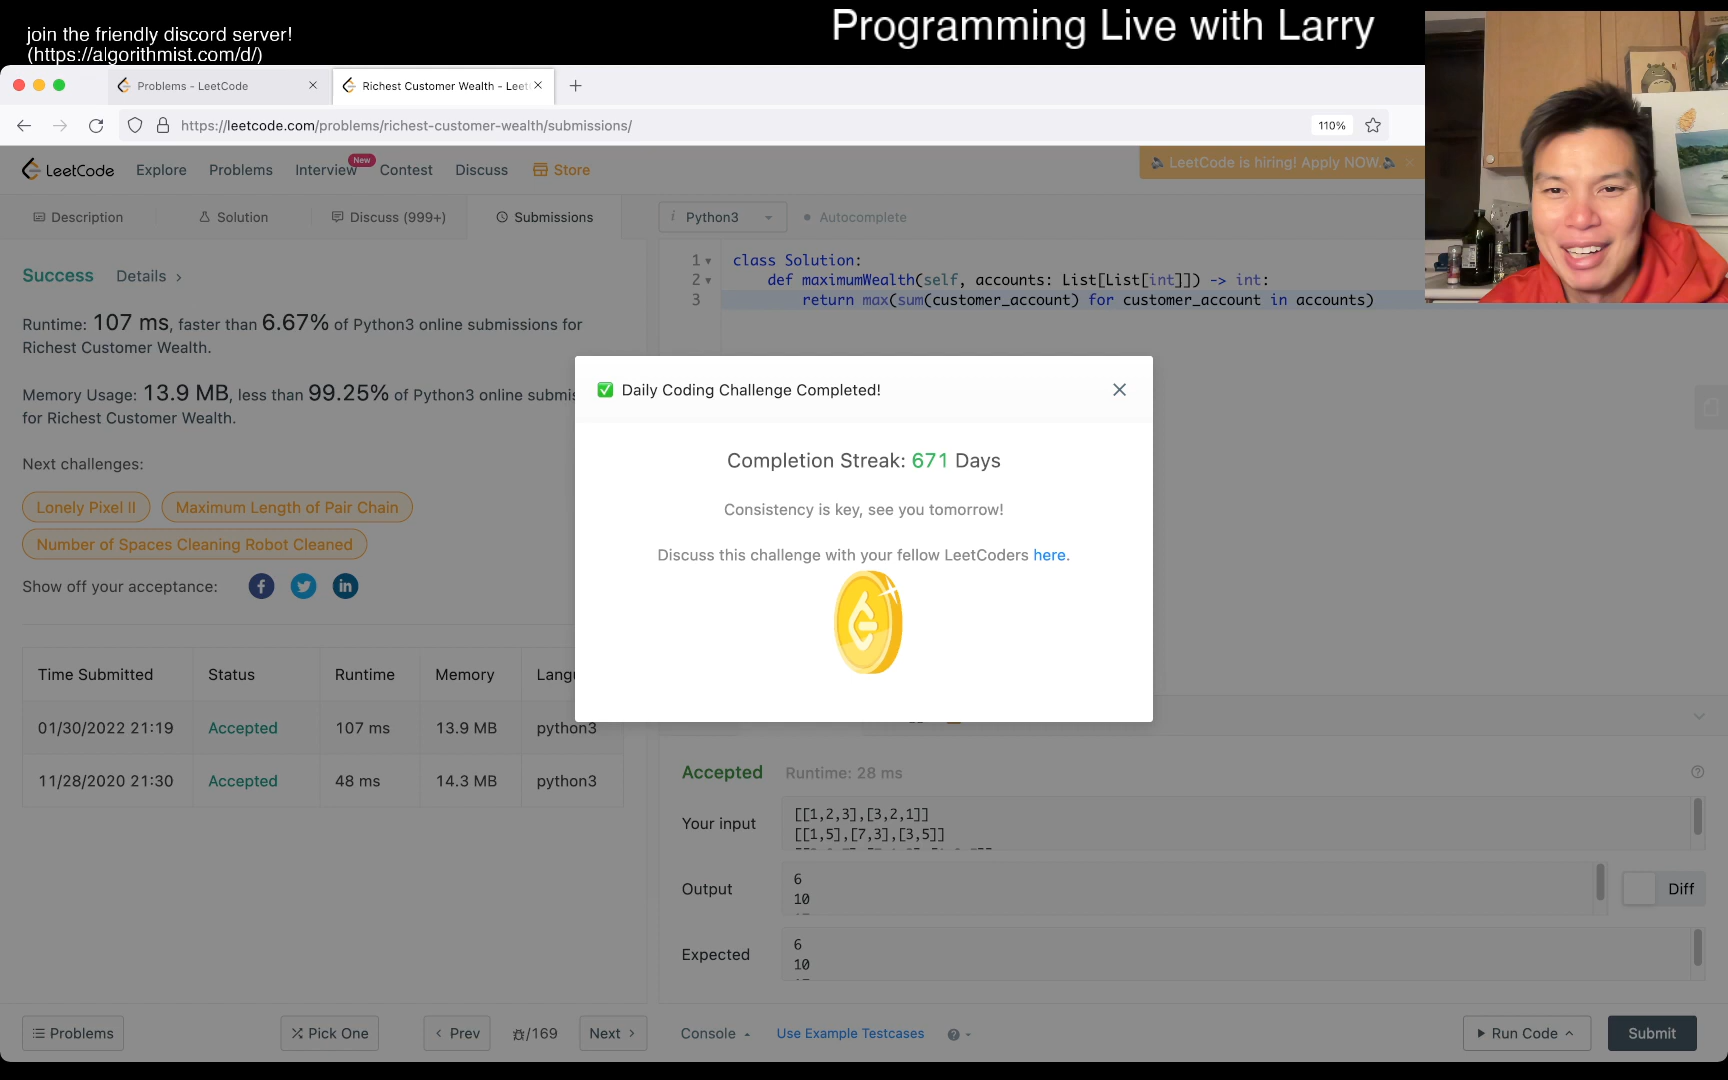 join the friendly discord server!
(https://algorithmist.com/d/)
Programming Live with Larry
Problems - LeetCode
Richest Customer Wealth - Leet
https://leetcode.com/problems/richest-customer-wealth/submissions/
110%
LeetCode
Explore
Problems
Interview
New
Contest
Discuss
Store
LeetCode is hiring! Apply NOW.
Description
Solution
Discuss (999+)
Submissions
i Python3
Autocomplete
Success
Details
Runtime: 107 ms, faster than 6.67% of Python3 online submissions for
Richest Customer Wealth.
Memory Usage: 13.9 MB, less than 99.25% of Python3 online submis
for Richest Customer Wealth.
Next challenges:
Lonely Pixel II
Maximum Length of Pair Chain
Number of Spaces Cleaning Robot Cleaned
Show off your acceptance:
Time Submitted
Status
Runtime
Memory
Langu
01/30/2022 21:19
Accepted
107 ms
13.9 MB
python3
11/28/2020 21:30
Accepted
48 ms
14.3 MB
python3
1 class Solution:
2 def maximumWealth(self, accounts: List[List[int]]) -> int:
3 return max(sum(customer_account) for customer_account in accounts)
Daily Coding Challenge Completed!
Completion Streak: 671 Days
Consistency is key, see you tomorrow!
Discuss this challenge with your fellow LeetCoders here.
Accepted
Runtime: 28 ms
Your input
[[1,2,3],[3,2,1]]
[[1,5],[7,3],[3,5]]
Output
6
10
Diff
Expected
6
10
Problems
Pick One
Prev
/169
Next
Console
Use Example Testcases
Run Code
Submit